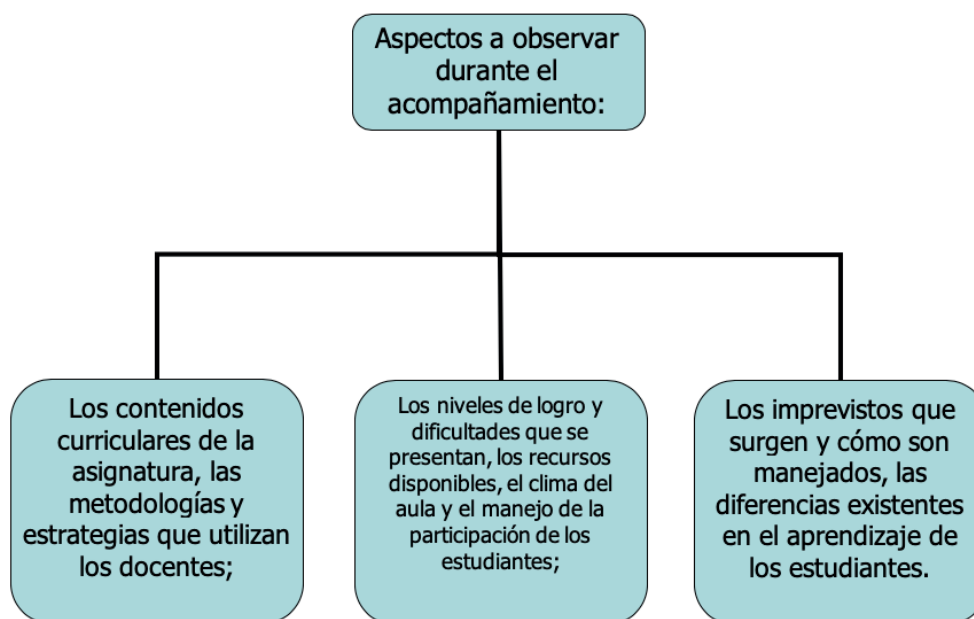 Aspectos a observar
durante el
acompañamiento:
Los contenidos
curriculares de la
asignatura, las
metodologías y
estrategias que utilizan
los docentes;
Los niveles de logro y
dificultades que se
presentan, los recursos
disponibles, el clima del
aula y el manejo de la
participación de los
estudiantes;
Los imprevistos que
surgen y cómo son
manejados, las
diferencias existentes
en el aprendizaje de
los estudiantes.